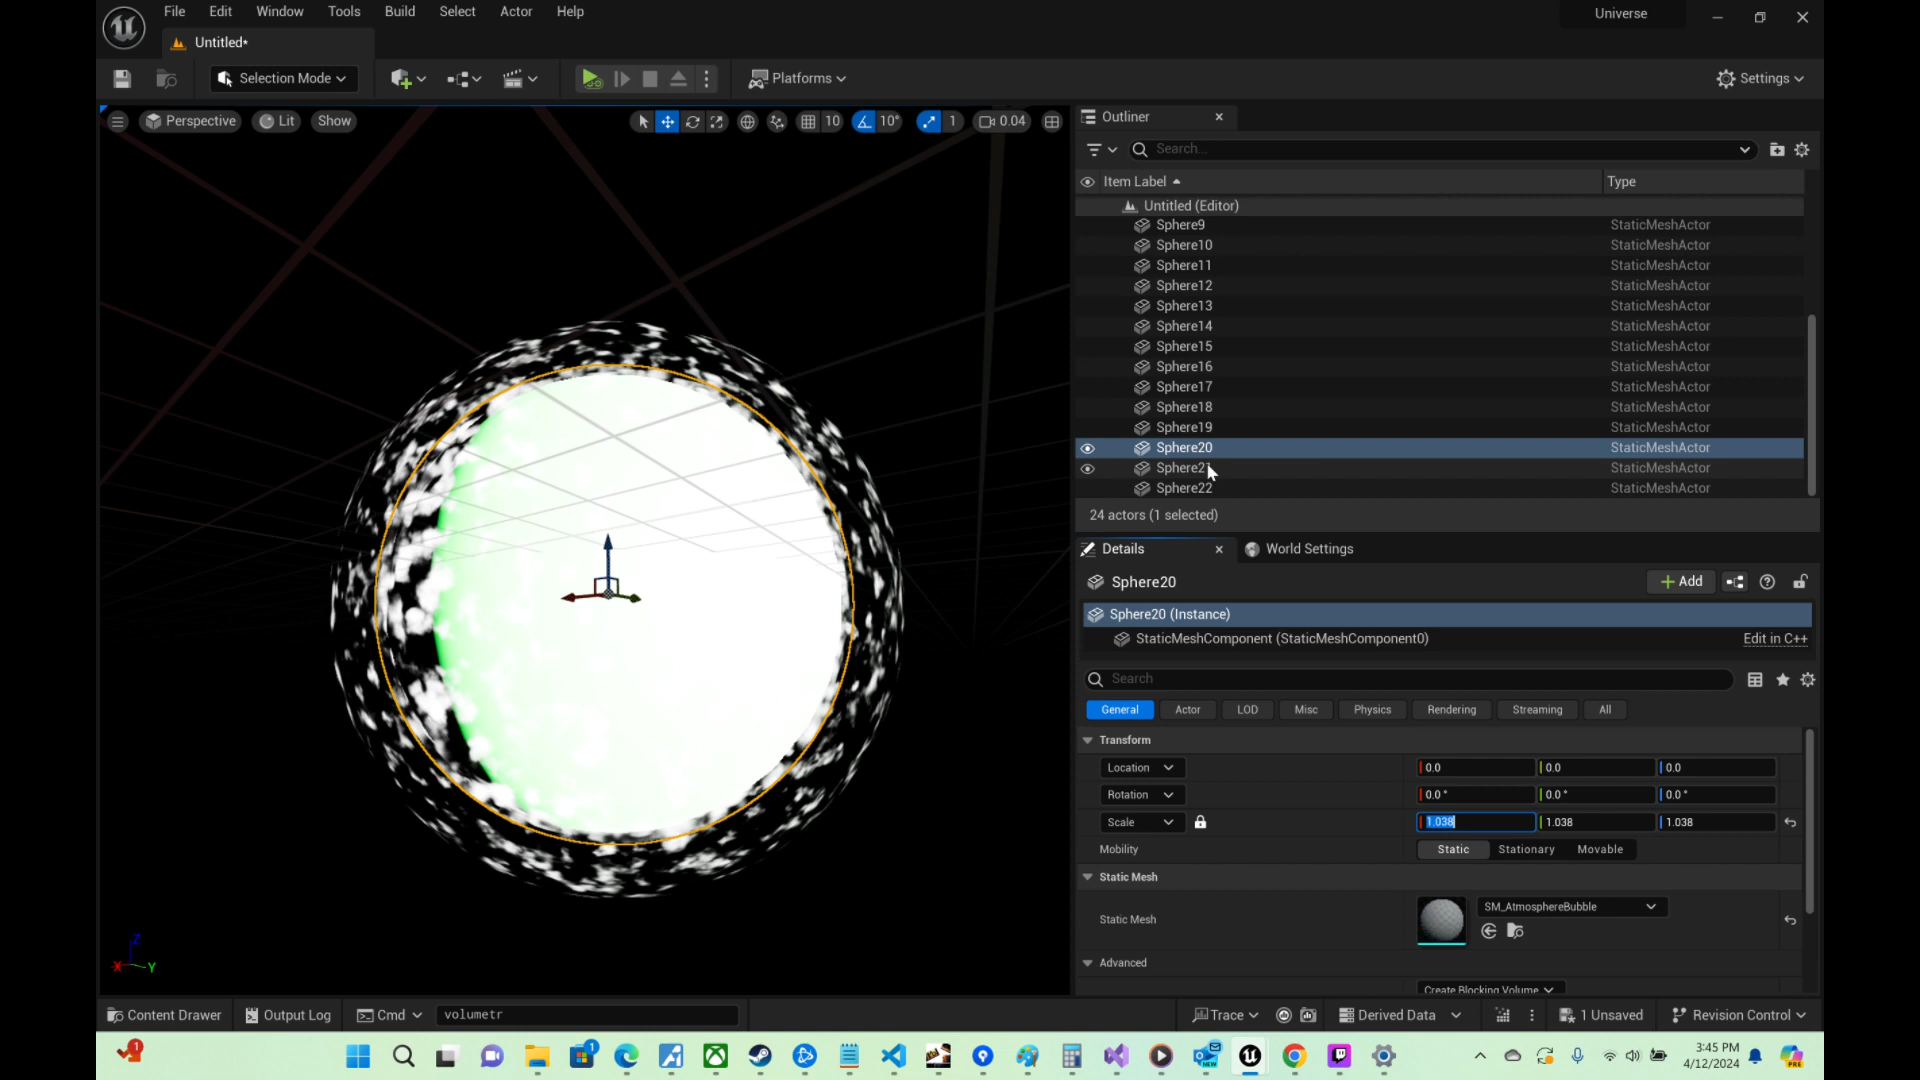 File Edit Window Tools Build Select Actor Help
Universe
Untitled*
Selection Mode
Platforms
Settings
Perspective Lit Show
10 10° 1 0.04
Outliner
Search...
Item Label Type
Untitled (Editor)
Sphere9 StaticMeshActor
Sphere10 StaticMeshActor
Sphere11 StaticMeshActor
Sphere12 StaticMeshActor
Sphere13 StaticMeshActor
Sphere14 StaticMeshActor
Sphere15 StaticMeshActor
Sphere16 StaticMeshActor
Sphere17 StaticMeshActor
Sphere18 StaticMeshActor
Sphere19 StaticMeshActor
Sphere20 StaticMeshActor
Sphere21 StaticMeshActor
Sphere22 StaticMeshActor
24 actors (1 selected)
Details World Settings
Sphere20
Add
Sphere20 (Instance)
StaticMeshComponent (StaticMeshComponent0) Edit in C++
Search
General Actor LOD Misc Physics Rendering Streaming All
Transform
Location 0.0 0.0 0.0
Rotation 0.0 ° 0.0 ° 0.0 °
Scale 1.038 1.038 1.038
Mobility Static Stationary Movable
Static Mesh
Static Mesh SM_AtmosphereBubble
Advanced
Create Blocking Volume
Z
X Y
Content Drawer Output Log Cmd volumetr Trace Derived Data 1 Unsaved Revision Control
1 1 NEW PRE
3:45 PM
4/12/2024